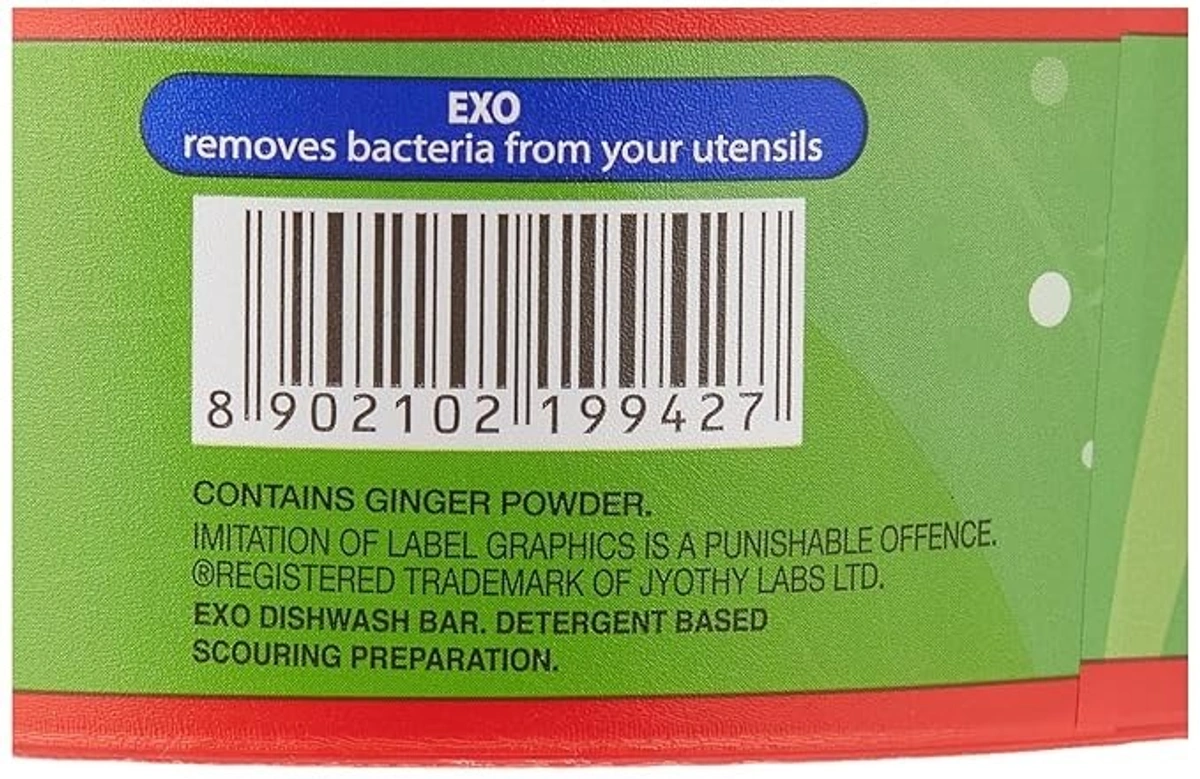 EXO
removes bacteria from your utensils
8 902102 199427
CONTAINS GINGER POWDER.
IMITATION OF LABEL GRAPHICS IS A PUNISHABLE OFFENCE.
®REGISTERED TRADEMARK OF JYOTHY LABS LTD.
EXO DISHWASH BAR. DETERGENT BASED
SCOURING PREPARATION.